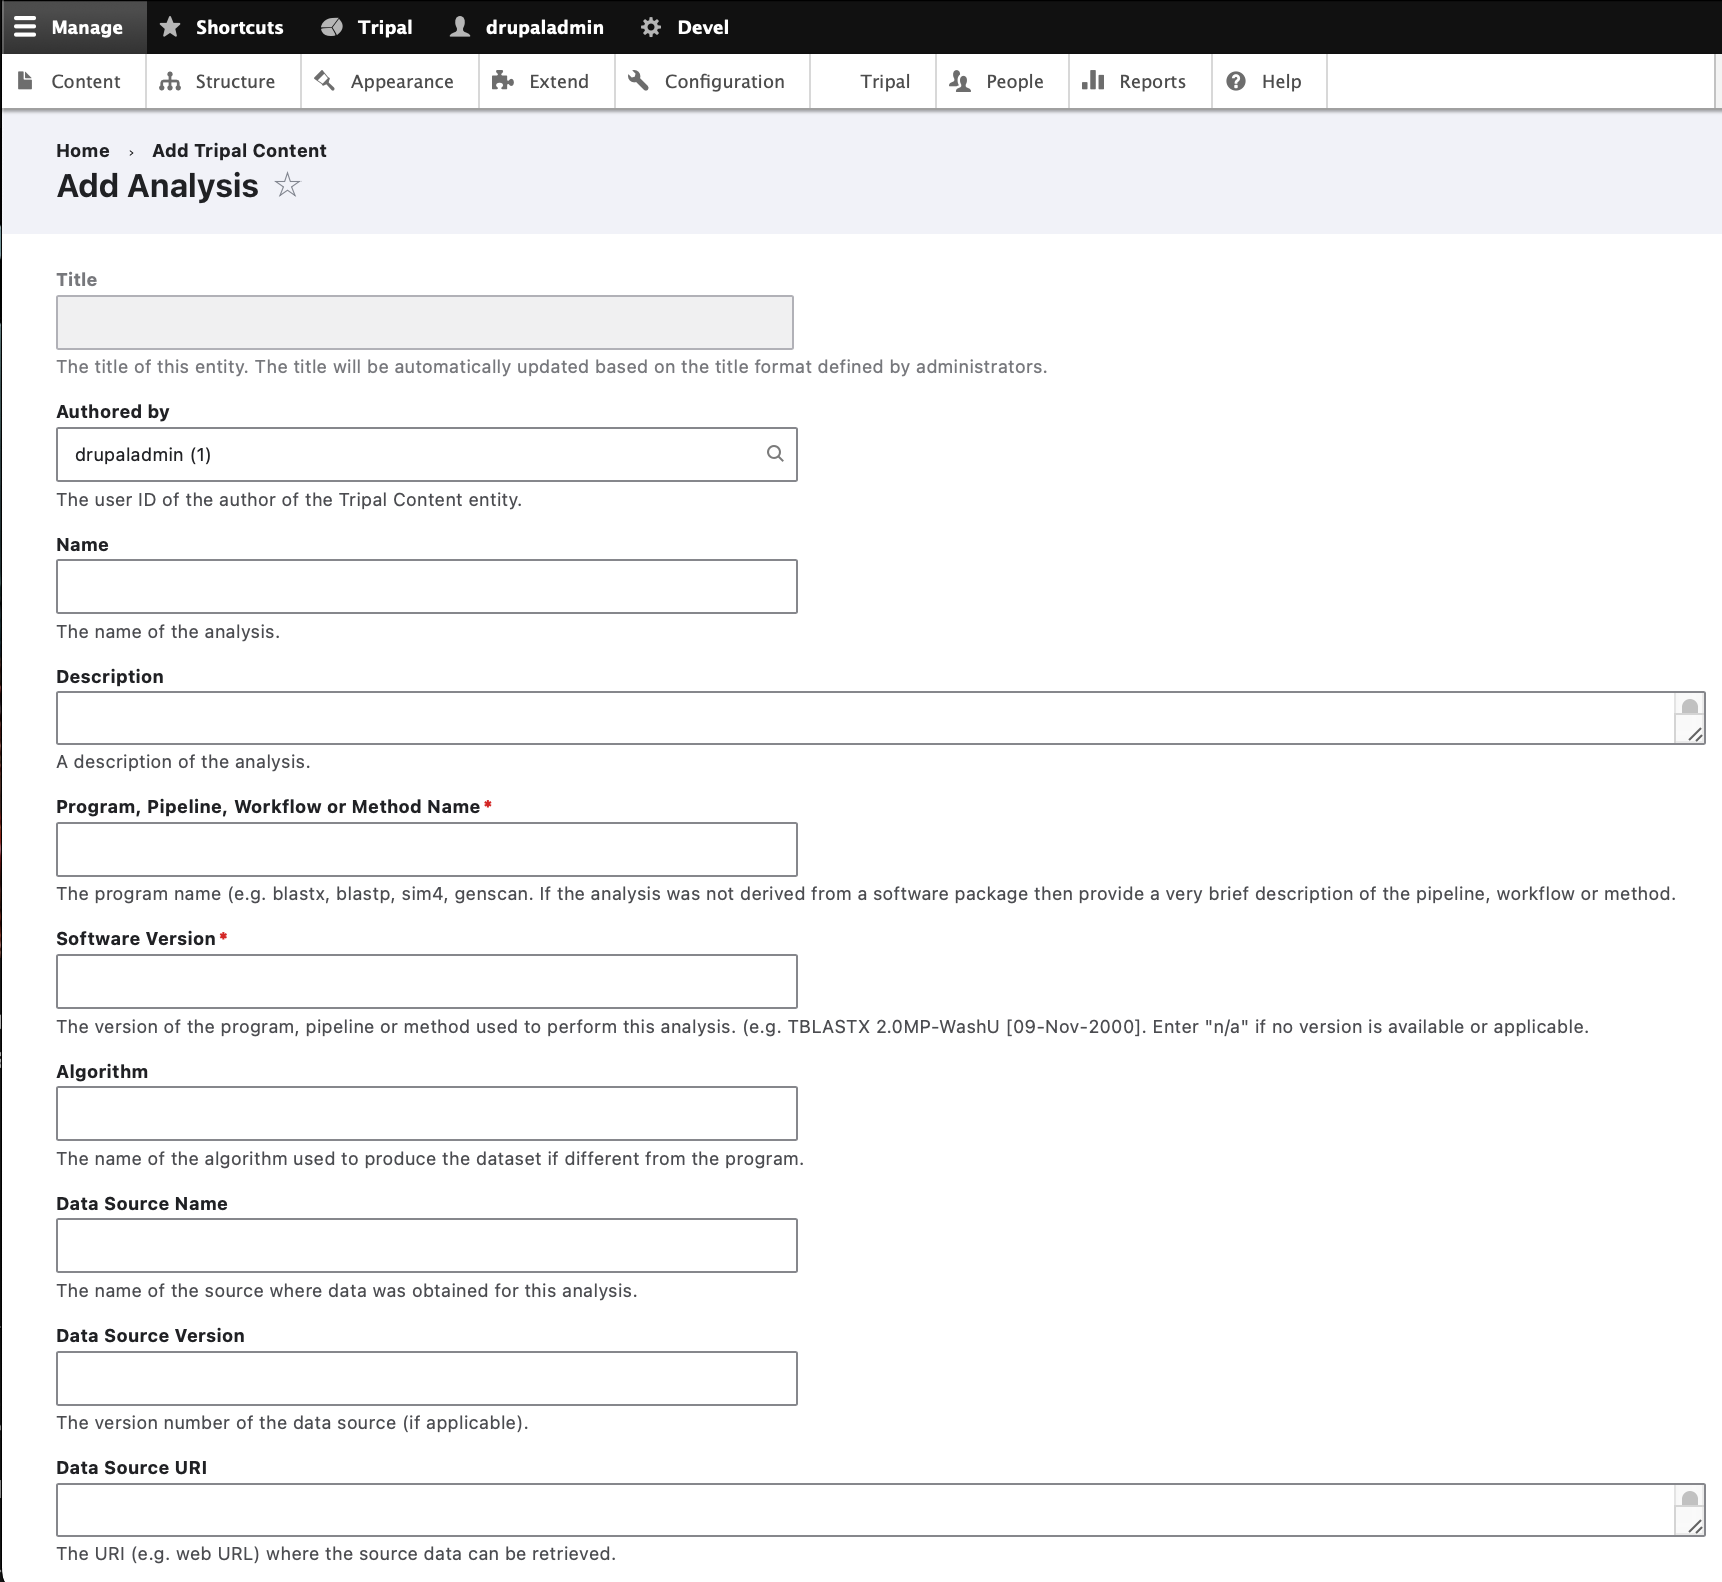 Manage Shortcuts Tripal drupaladmin Devel
Content Structure Appearance Extend Configuration Tripal People Reports Help
Home › Add Tripal Content
Add Analysis
Title
The title of this entity. The title will be automatically updated based on the title format defined by administrators.
Authored by
drupaladmin (1)
The user ID of the author of the Tripal Content entity.
Name
The name of the analysis.
Description
A description of the analysis.
Program, Pipeline, Workflow or Method Name*
The program name (e.g. blastx, blastp, sim4, genscan. If the analysis was not derived from a software package then provide a very brief description of the pipeline, workflow or method.
Software Version*
The version of the program, pipeline or method used to perform this analysis. (e.g. TBLASTX 2.0MP-WashU [09-Nov-2000]. Enter "n/a" if no version is available or applicable.
Algorithm
The name of the algorithm used to produce the dataset if different from the program.
Data Source Name
The name of the source where data was obtained for this analysis.
Data Source Version
The version number of the data source (if applicable).
Data Source URI
The URI (e.g. web URL) where the source data can be retrieved.